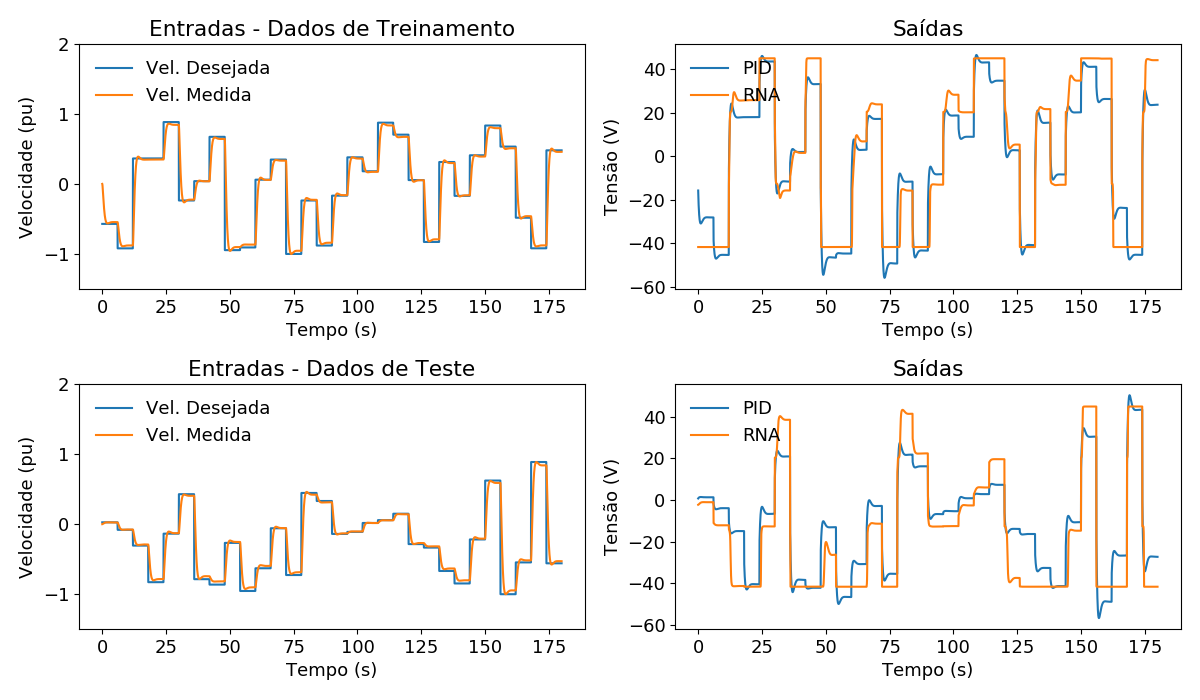 Entradas - Dados de Treinamento
2
1
0
−1
Velocidade (pu)
Vel. Desejada
Vel. Medida
0 25 50 75 100 125 150 175
Tempo (s)
Saídas
40
20
0
−20
−40
−60
Tensão (V)
PID
RNA
0 25 50 75 100 125 150 175
Tempo (s)
Entradas - Dados de Teste
2
1
0
−1
Velocidade (pu)
Vel. Desejada
Vel. Medida
0 25 50 75 100 125 150 175
Tempo (s)
Saídas
40
20
0
−20
−40
−60
Tensão (V)
PID
RNA
0 25 50 75 100 125 150 175
Tempo (s)